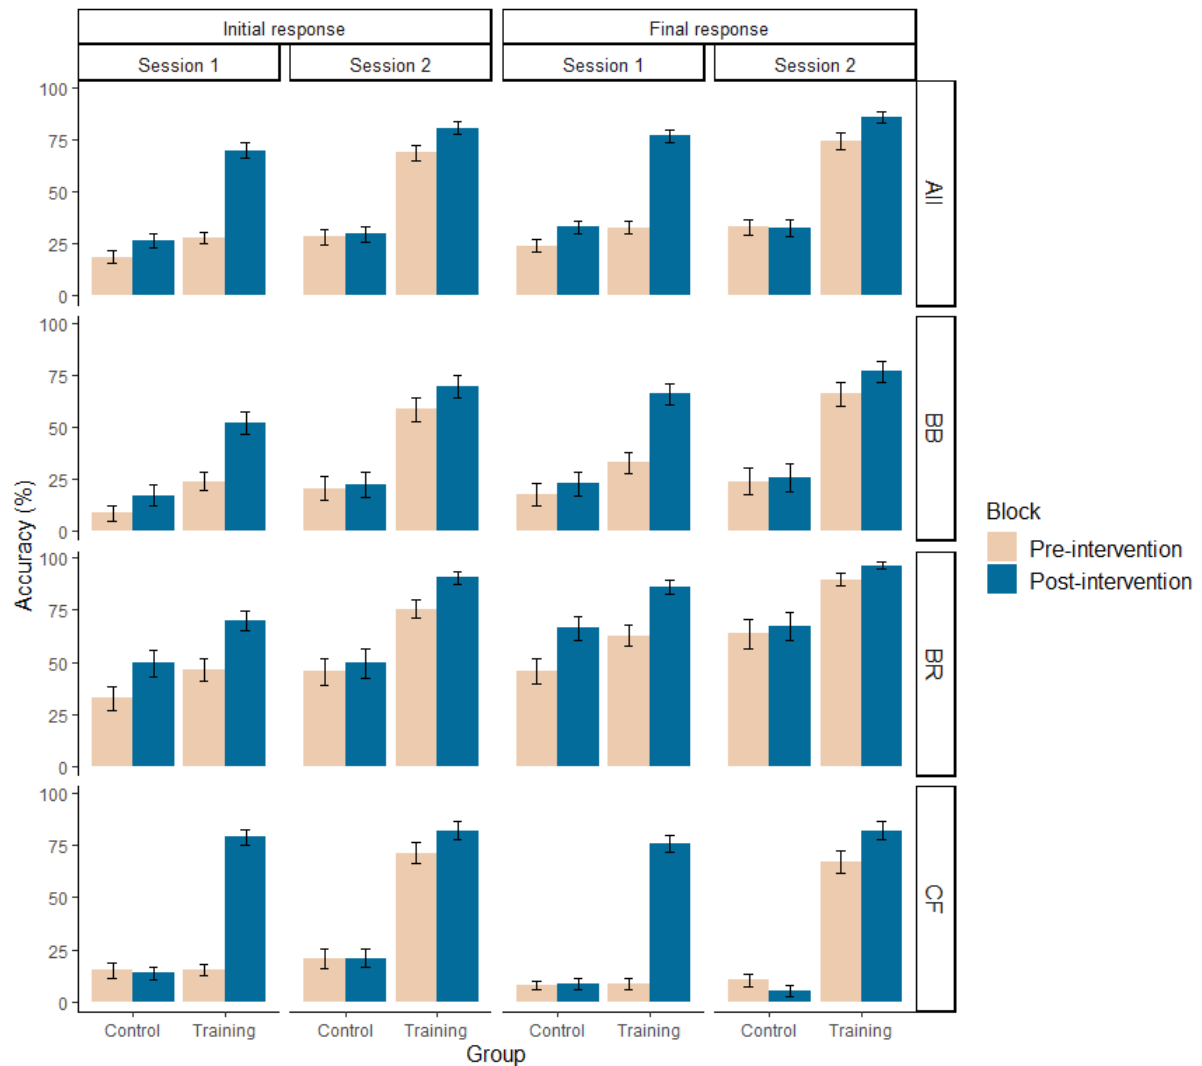 Initial response
Final response
Session 1
Session 2
Session 1
Session 2
100
75
50
25
0
All
100
75
50
25
0
BB
100
75
50
25
0
BR
100
75
50
25
0
CF
Accuracy (%)
Control
Training
Control
Training
Control
Training
Control
Training
Group
Block
Pre-intervention
Post-intervention